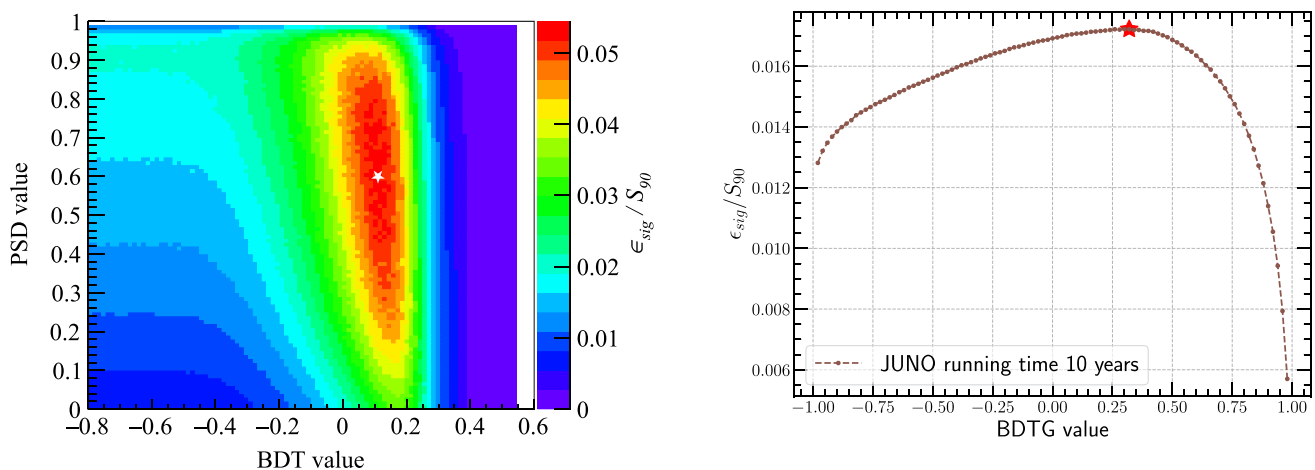 1
0.9
0.8
0.7
0.6
0.5
0.4
0.3
0.2
0.1
0
PSD value
−0.8 −0.6 −0.4 −0.2 0 0.2 0.4 0.6
BDT value
0.05
0.04
0.03
0.02
0.01
0
∈sig / S90
0.016
0.014
0.012
0.010
0.008
0.006
ϵsig/S90
JUNO running time 10 years
−1.00 −0.75 −0.50 −0.25 0.00 0.25 0.50 0.75 1.00
BDTG value